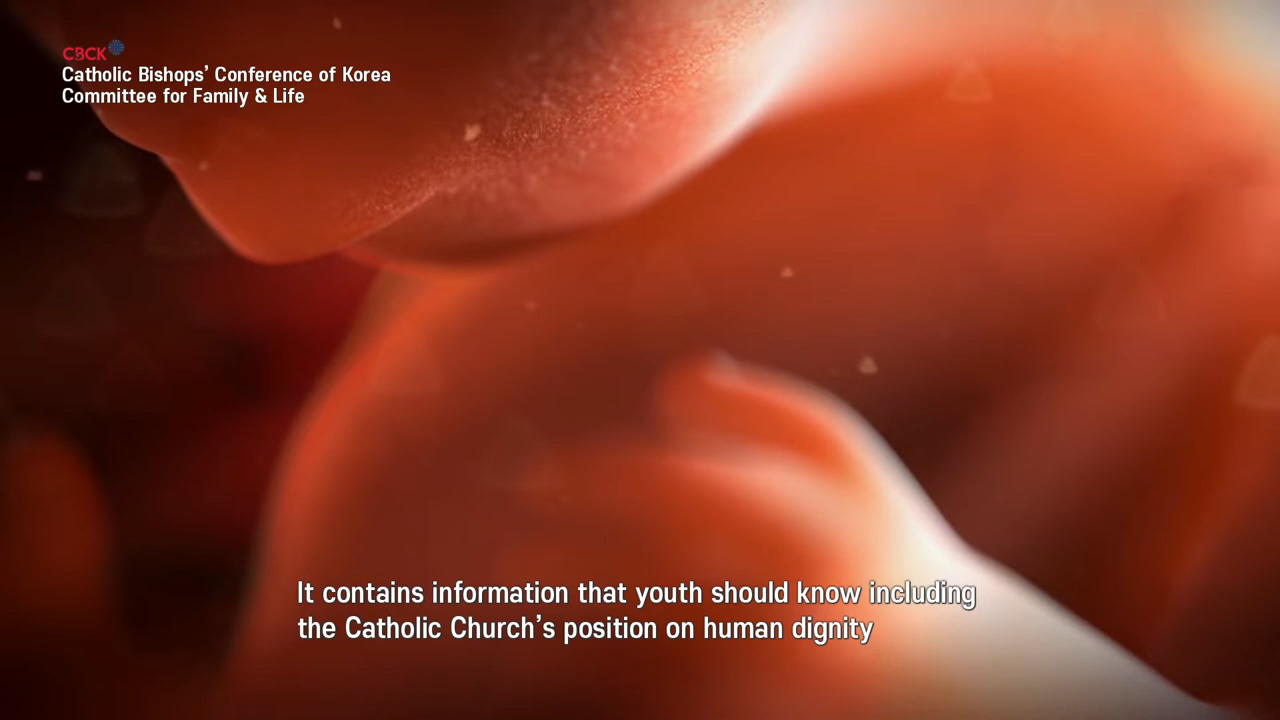 CBCK
Catholic Bishops’ Conference of Korea
Committee for Family & Life
It contains information that youth should know including
the Catholic Church’s position on human dignity